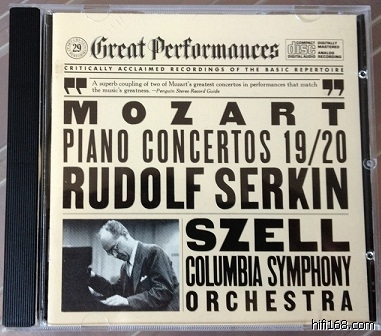 29
Great Performances
COMPACT disc DIGITAL AUDIO
DIGITALLY MASTERED ANALOG RECORDING
CRITICALLY ACCLAIMED RECORDINGS OF THE BASIC REPERTOIRE
A superb coupling of two of Mozart's greatest concertos in performances that match
the music's greatness. —Penguin Stereo Record Guide
MOZART
PIANO CONCERTOS 19/20
RUDOLF SERKIN
SZELL
COLUMBIA SYMPHONY
ORCHESTRA
hifi168.com